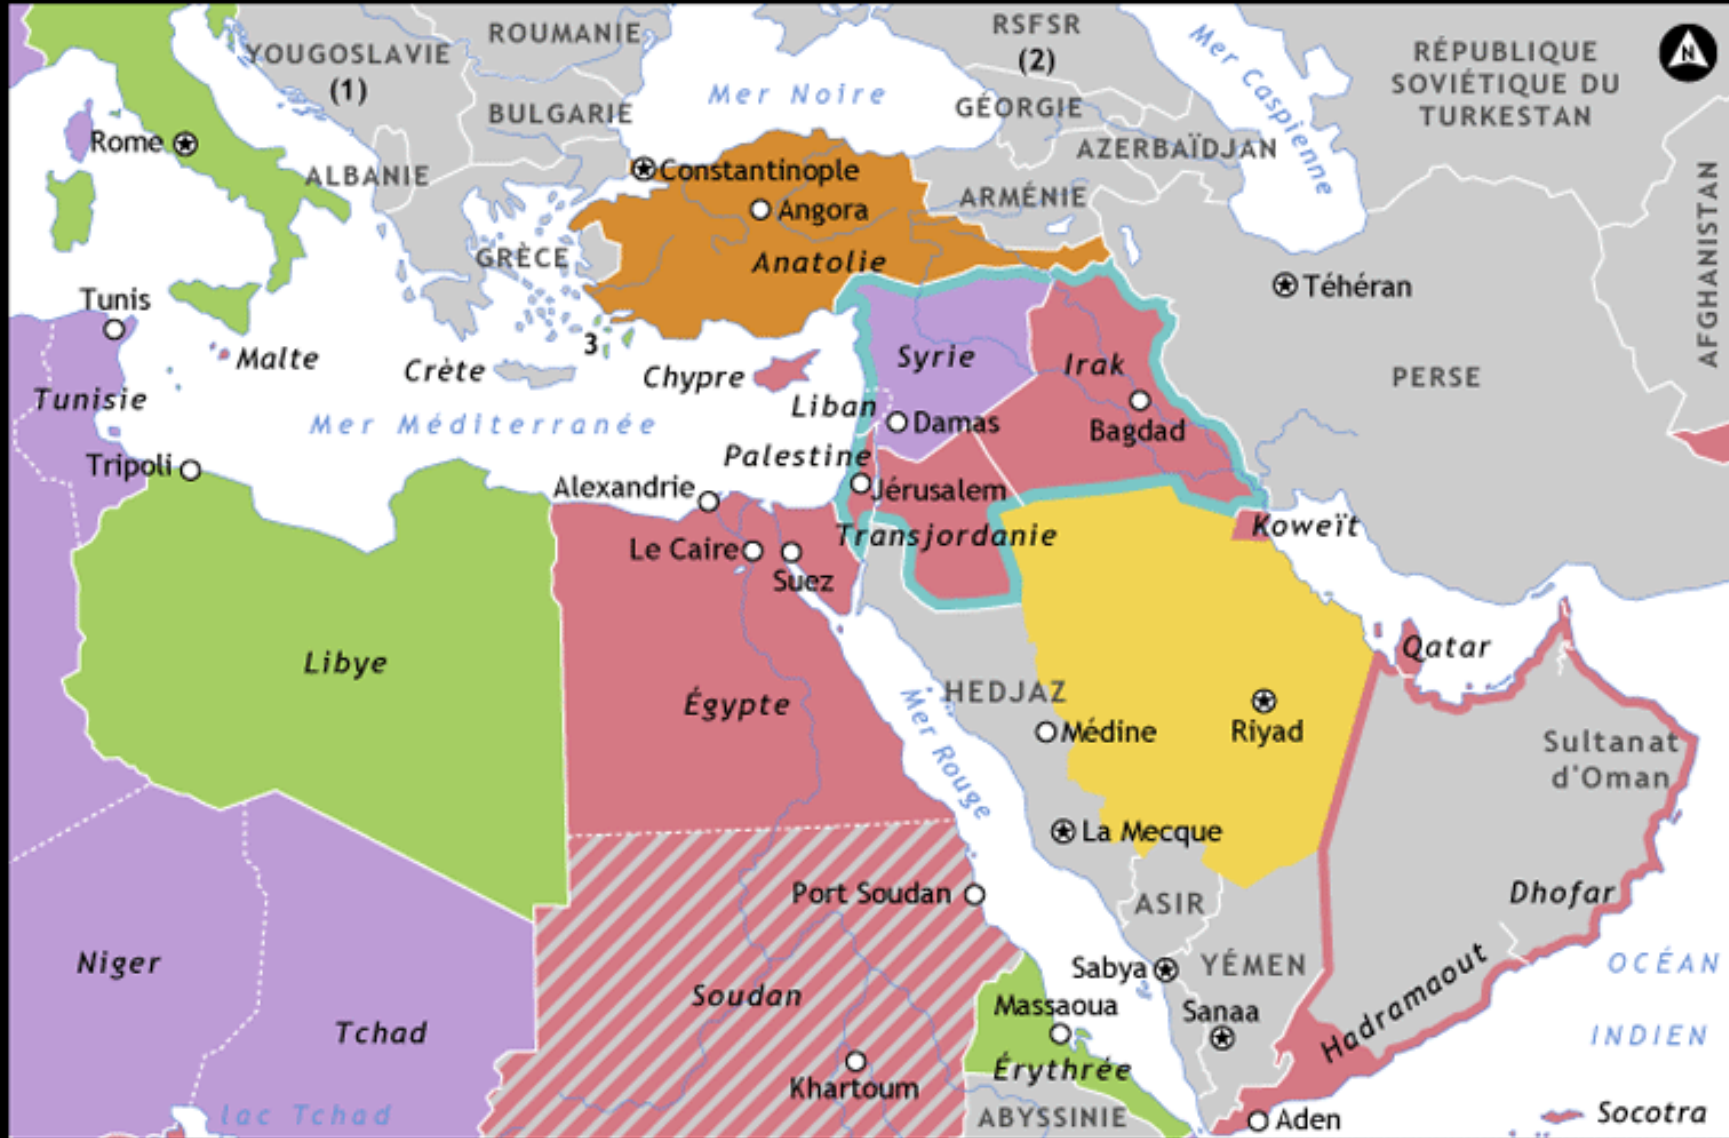 ROUMANIE
RSFSR
(2)
YOUGOSLAVIE
(1)
Mer Noire
Mer Caspienne
RÉPUBLIQUE
SOVIÉTIQUE DU
TURKESTAN
N
BULGARIE
GÉORGIE
AZERBAÏDJAN
Rome
ALBANIE
Constantinople
ARMÉNIE
AFGHANISTAN
Angora
GRÈCE
Anatolie
Téhéran
Tunis
3
Malte
Crète
Chypre
Syrie
Irak
PERSE
Tunisie
Mer Méditerranée
Liban
Damas
Bagdad
Palestine
Tripoli
Alexandrie
Jérusalem
Transjordanie
Koweït
Le Caire
Suez
Libye
Égypte
Mer Rouge
HEDJAZ
Médine
Riyad
Qatar
Sultanat
d'Oman
La Mecque
Port Soudan
ASIR
Dhofar
Niger
Soudan
Sabya
YÉMEN
Hadramaout
OCÉAN
INDIEN
Massaoua
Sanaa
Tchad
Khartoum
Érythrée
lac Tchad
ABYSSINIE
Aden
Socotra